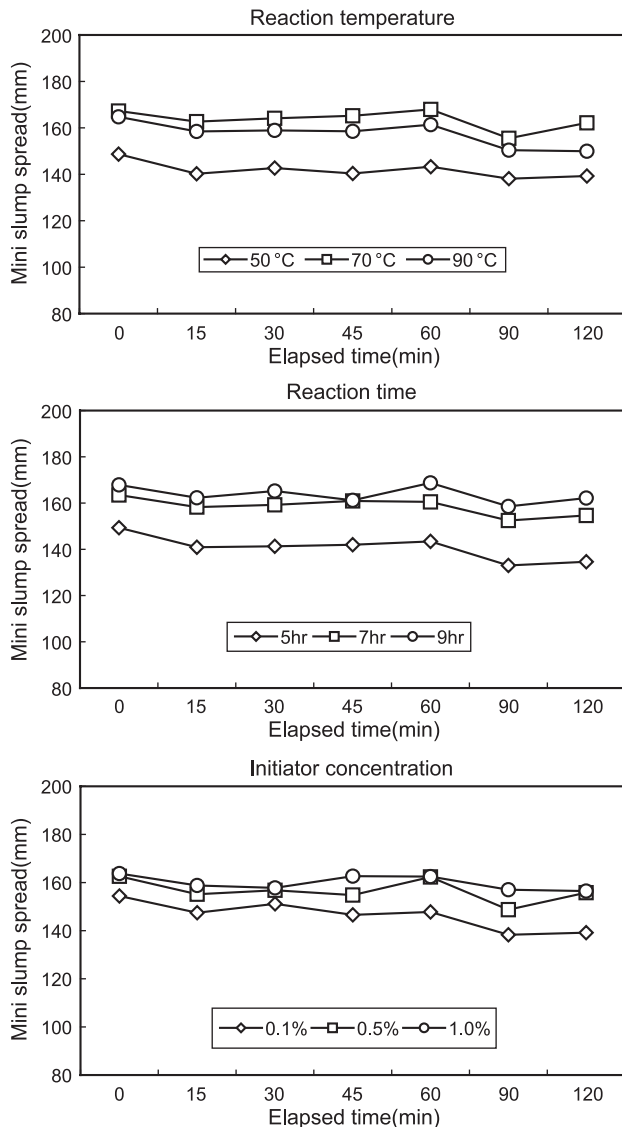 Reaction temperature
Mini slump spread(mm)
200
180
160
140
120
100
80
50 °C 70 °C 90 °C
0 15 30 45 60 90 120
Elapsed time(min)
Reaction time
Mini slump spread(mm)
200
180
160
140
120
100
80
5hr 7hr 9hr
0 15 30 45 60 90 120
Elapsed time(min)
Initiator concentration
Mini slump spread(mm)
200
180
160
140
120
100
80
0.1% 0.5% 1.0%
0 15 30 45 60 90 120
Elapsed time(min)